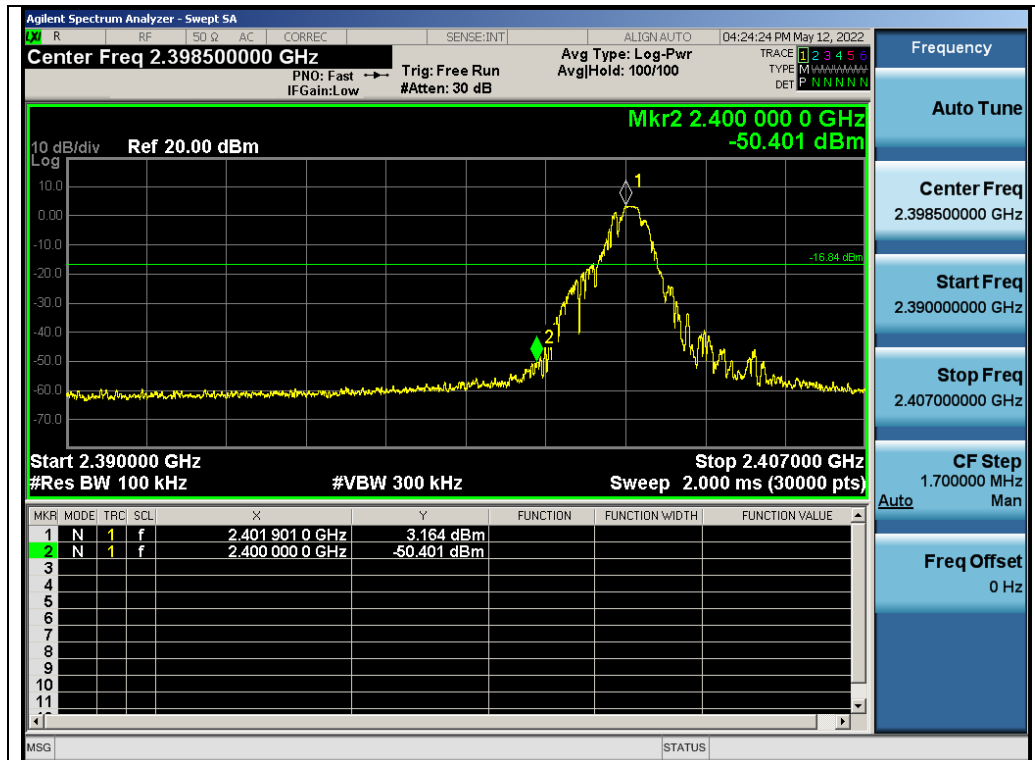 Agilent Spectrum Analyzer - Swept SA
LXI R RF 50 Ω AC CORREC SENSE:INT ALIGN AUTO 04:24:24 PM May 12, 2022
Center Freq 2.398500000 GHz
PNO: Fast
IFGain:Low
Trig: Free Run
#Atten: 30 dB
Avg Type: Log-Pwr
Avg|Hold: 100/100
TRACE 1 2 3 4 5 6
TYPE M
DET P N N N N N
Mkr2 2.400 000 0 GHz
-50.401 dBm
10 dB/div Ref 20.00 dBm
Log
10.0
0.00
-10.0
-20.0
-30.0
-40.0
-50.0
-60.0
-70.0
1
-16.84 dBm
2
Start 2.390000 GHz Stop 2.407000 GHz
#Res BW 100 kHz #VBW 300 kHz Sweep 2.000 ms (30000 pts)
MKR MODE TRC SCL X Y FUNCTION FUNCTION WIDTH FUNCTION VALUE
1 N 1 f 2.401 901 0 GHz 3.164 dBm
2 N 1 f 2.400 000 0 GHz -50.401 dBm
3
4
5
6
7
8
9
10
11
MSG STATUS
Frequency
Auto Tune
Center Freq
2.398500000 GHz
Start Freq
2.390000000 GHz
Stop Freq
2.407000000 GHz
CF Step
1.700000 MHz
Auto Man
Freq Offset
0 Hz